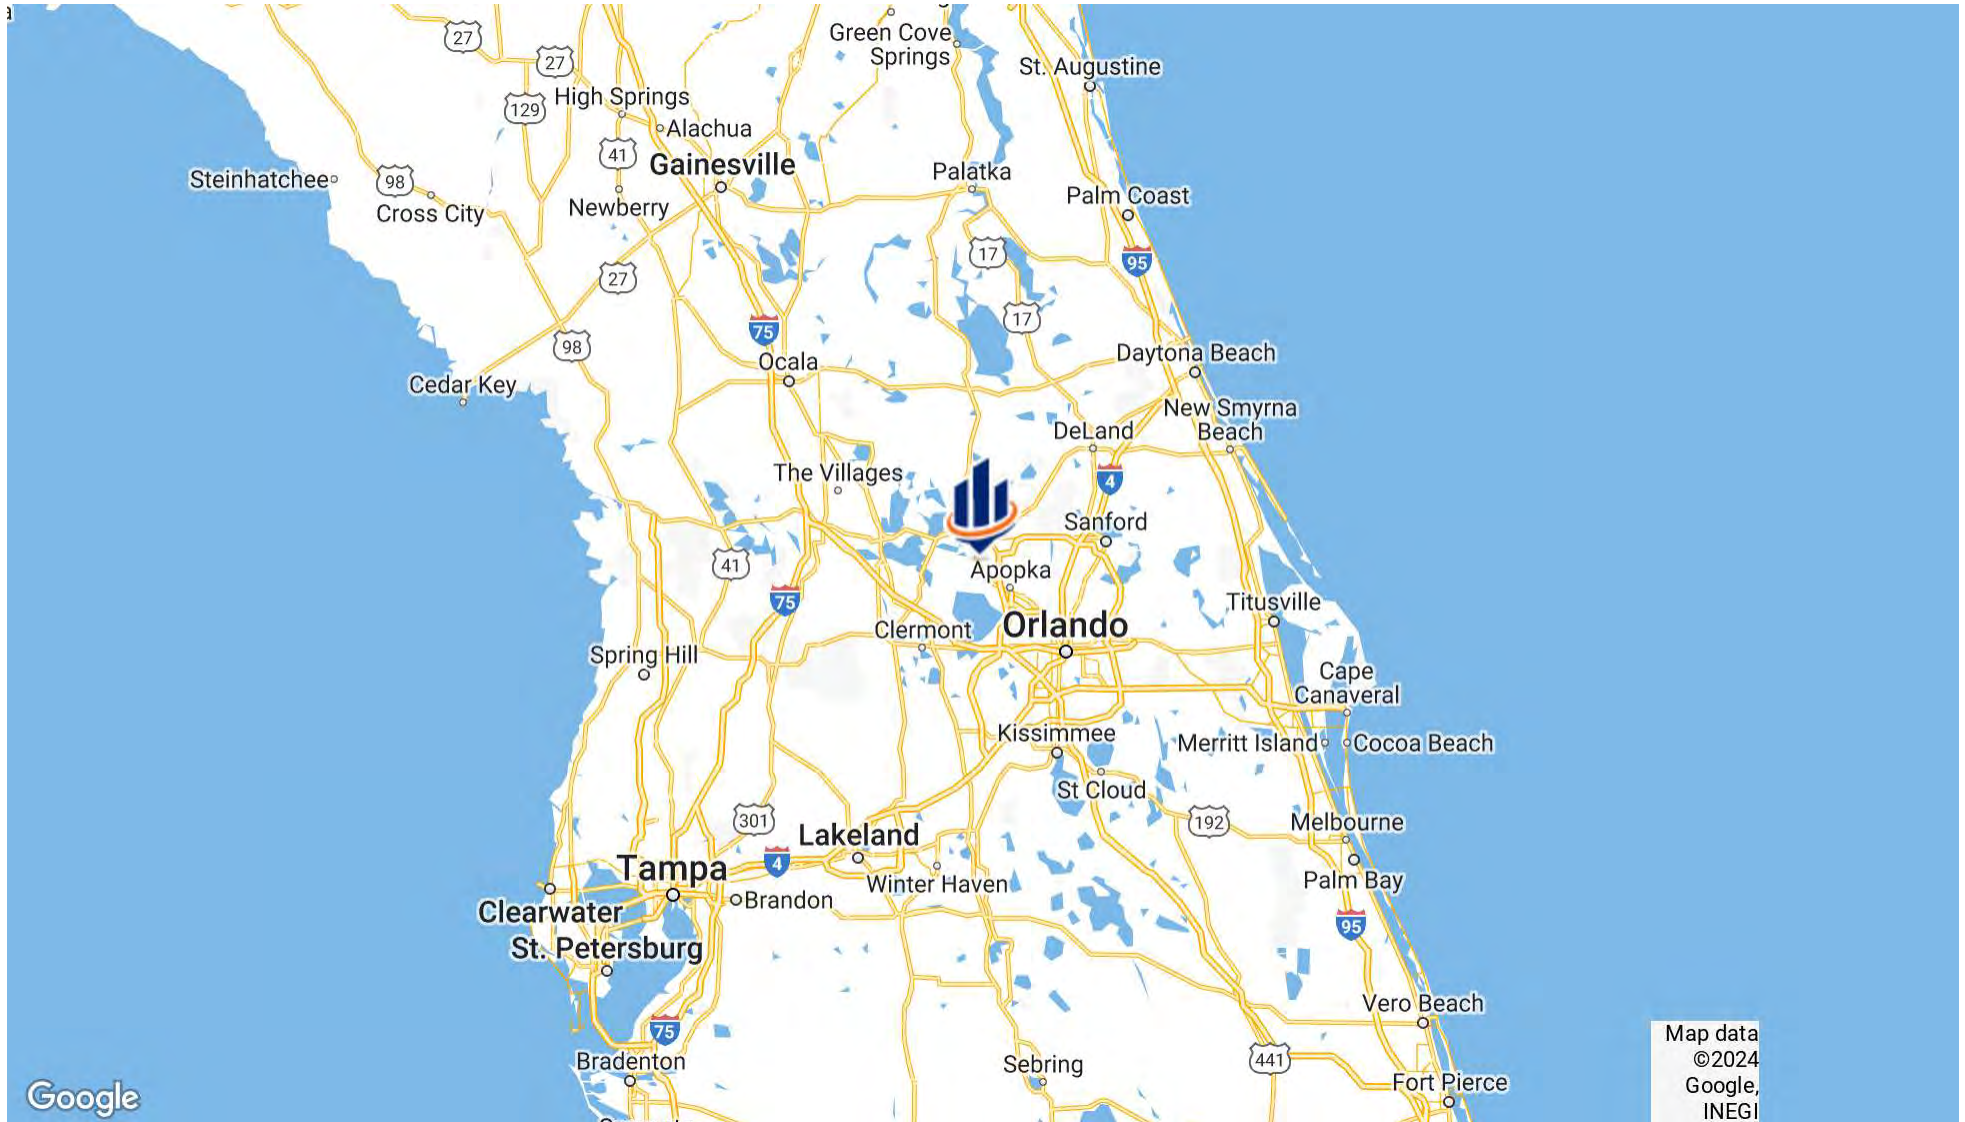 Green Cove
Springs
St. Augustine
27
27
129
High Springs
Alachua
41
Gainesville
Steinhatchee
98
Cross City
Newberry
Palatka
Palm Coast
17
95
27
17
75
98
Ocala
Daytona Beach
Cedar Key
New Smyrna
Beach
DeLand
The Villages
4
Sanford
41
Apopka
75
Titusville
Clermont
Orlando
Spring Hill
Cape
Canaveral
Kissimmee
Merritt Island
Cocoa Beach
St Cloud
301
192
Melbourne
Lakeland
4
Tampa
Winter Haven
Palm Bay
Brandon
Clearwater
95
St. Petersburg
Vero Beach
75
Bradenton
Sebring
441
Fort Pierce
Google
Map data
©2024
Google,
INEGI